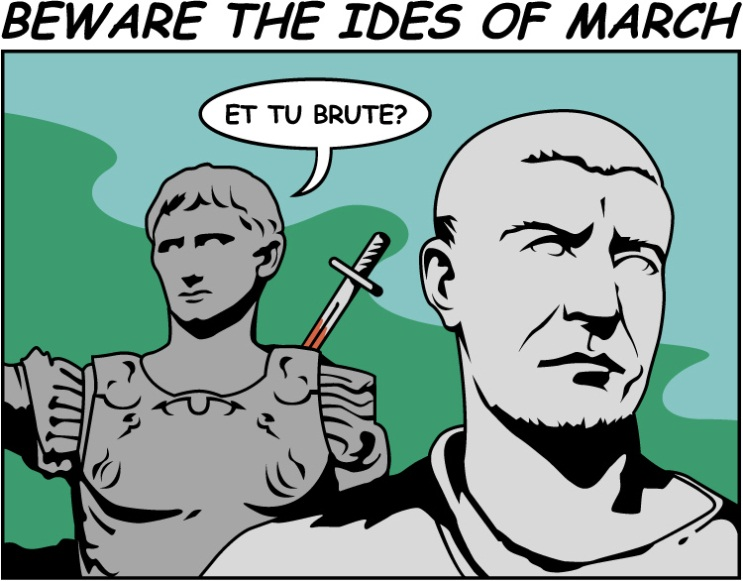 BEWARE THE IDES OF MARCH
ET TU BRUTE?